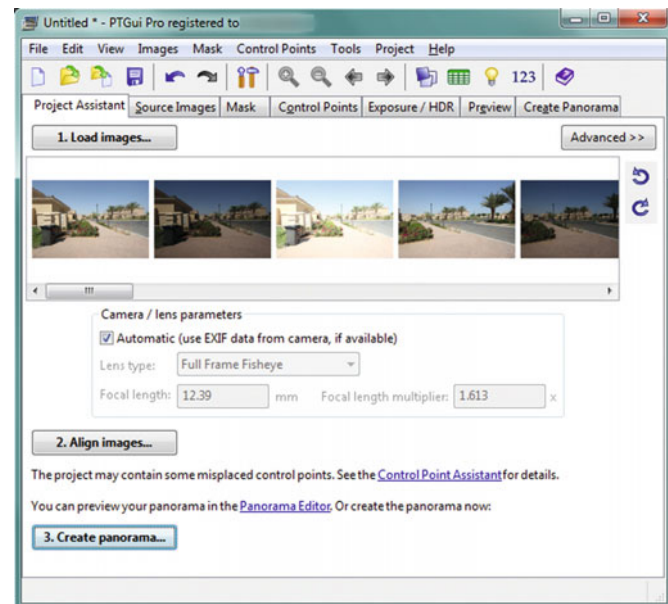 Untitled * - PTGui Pro registered to
File Edit View Images Mask Control Points Tools Project Help
123
Project Assistant Source Images Mask Control Points Exposure / HDR Preview Create Panorama
1. Load images... Advanced >>
Camera / lens parameters
Automatic (use EXIF data from camera, if available)
Lens type: Full Frame Fisheye
Focal length: 12.39 mm Focal length multiplier: 1.613 x
2. Align images...
The project may contain some misplaced control points. See the Control Point Assistant for details.
You can preview your panorama in the Panorama Editor. Or create the panorama now:
3. Create panorama...